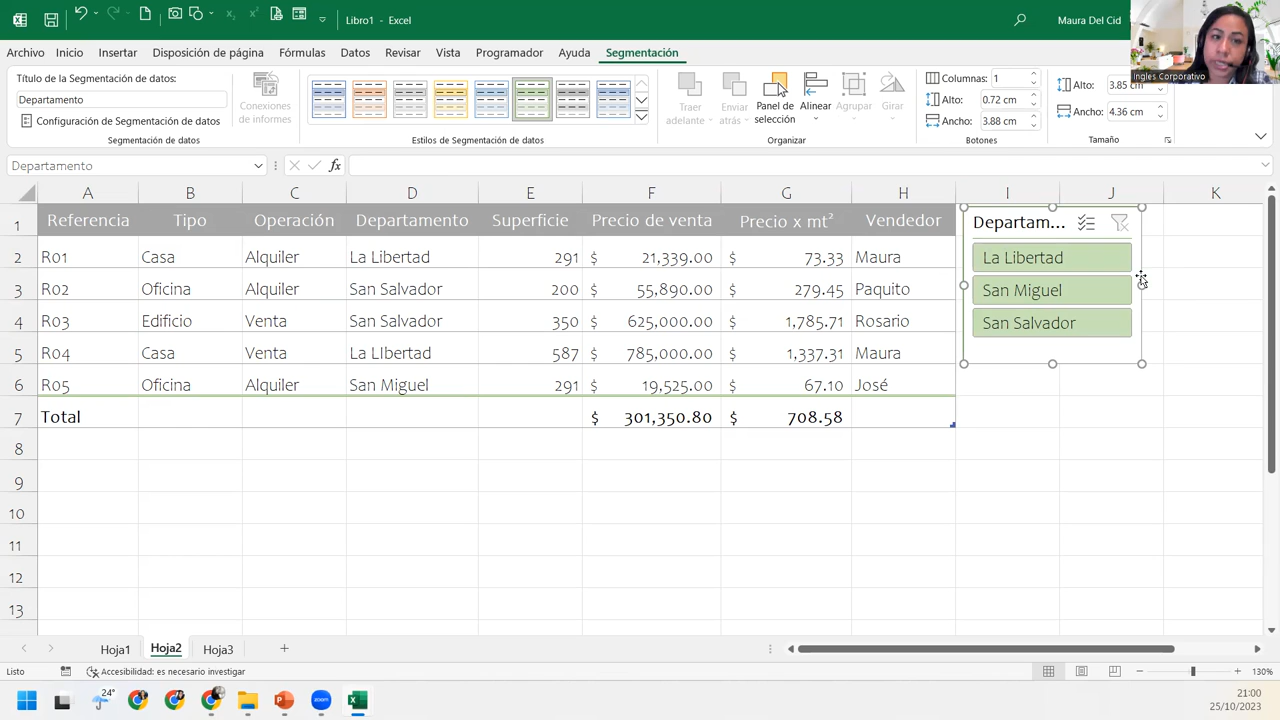 Libro1 - Excel
Maura Del Cid
Archivo Inicio Insertar Disposición de página Fórmulas Datos Revisar Vista Programador Ayuda Segmentación
Ingles Corporativo
Título de la Segmentación de datos:
Departamento
Configuración de Segmentación de datos
Segmentación de datos
Conexiones de informes
Estilos de Segmentación de datos
Traer adelante
Enviar atrás
Panel de selección
Alinear
Agrupar
Girar
Organizar
Columnas: 1
Alto: 0.72 cm
Ancho: 3.88 cm
Botones
Alto: 3.85 cm
Ancho: 4.36 cm
Tamaño
Departamento fx
A B C D E F G H I J K
1 Referencia Tipo Operación Departamento Superficie Precio de venta Precio x mt² Vendedor
2 R01 Casa Alquiler La Libertad 291 $ 21,339.00 $ 73.33 Maura
3 R02 Oficina Alquiler San Salvador 200 $ 55,890.00 $ 279.45 Paquito
4 R03 Edificio Venta San Salvador 350 $ 625,000.00 $ 1,785.71 Rosario
5 R04 Casa Venta La LIbertad 587 $ 785,000.00 $ 1,337.31 Maura
6 R05 Oficina Alquiler San Miguel 291 $ 19,525.00 $ 67.10 José
7 Total $ 301,350.80 $ 708.58
8
9
10
11
12
13
Departam...
La Libertad
San Miguel
San Salvador
Hoja1 Hoja2 Hoja3
Listo Accesibilidad: es necesario investigar 130%
24°
21:00
25/10/2023